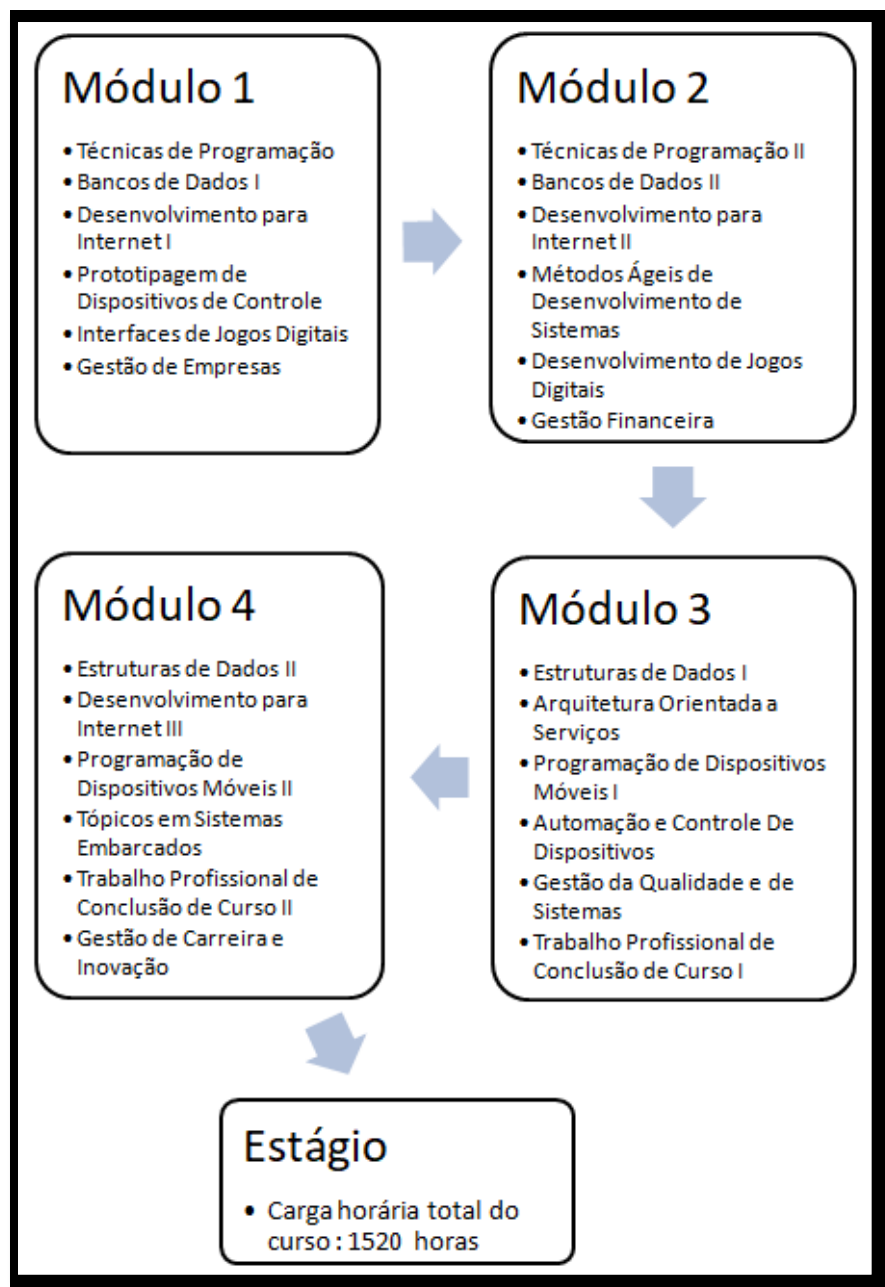 Módulo 1
• Técnicas de Programação
• Bancos de Dados I
• Desenvolvimento para
Internet I
• Prototipagem de
Dispositivos de Controle
• Interfaces de Jogos Digitais
• Gestão de Empresas
Módulo 2
• Técnicas de Programação II
• Bancos de Dados II
• Desenvolvimento para
Internet II
• Métodos Ágeis de
Desenvolvimento de
Sistemas
• Desenvolvimento de Jogos
Digitais
• Gestão Financeira
Módulo 3
• Estruturas de Dados I
• Arquitetura Orientada a
Serviços
• Programação de Dispositivos
Móveis I
• Automação e Controle De
Dispositivos
• Gestão da Qualidade e de
Sistemas
• Trabalho Profissional de
Conclusão de Curso I
Módulo 4
• Estruturas de Dados II
• Desenvolvimento para
Internet III
• Programação de
Dispositivos Móveis II
• Tópicos em Sistemas
Embarcados
• Trabalho Profissional de
Conclusão de Curso II
• Gestão de Carreira e
Inovação
Estágio
• Carga horária total do
curso : 1520 horas